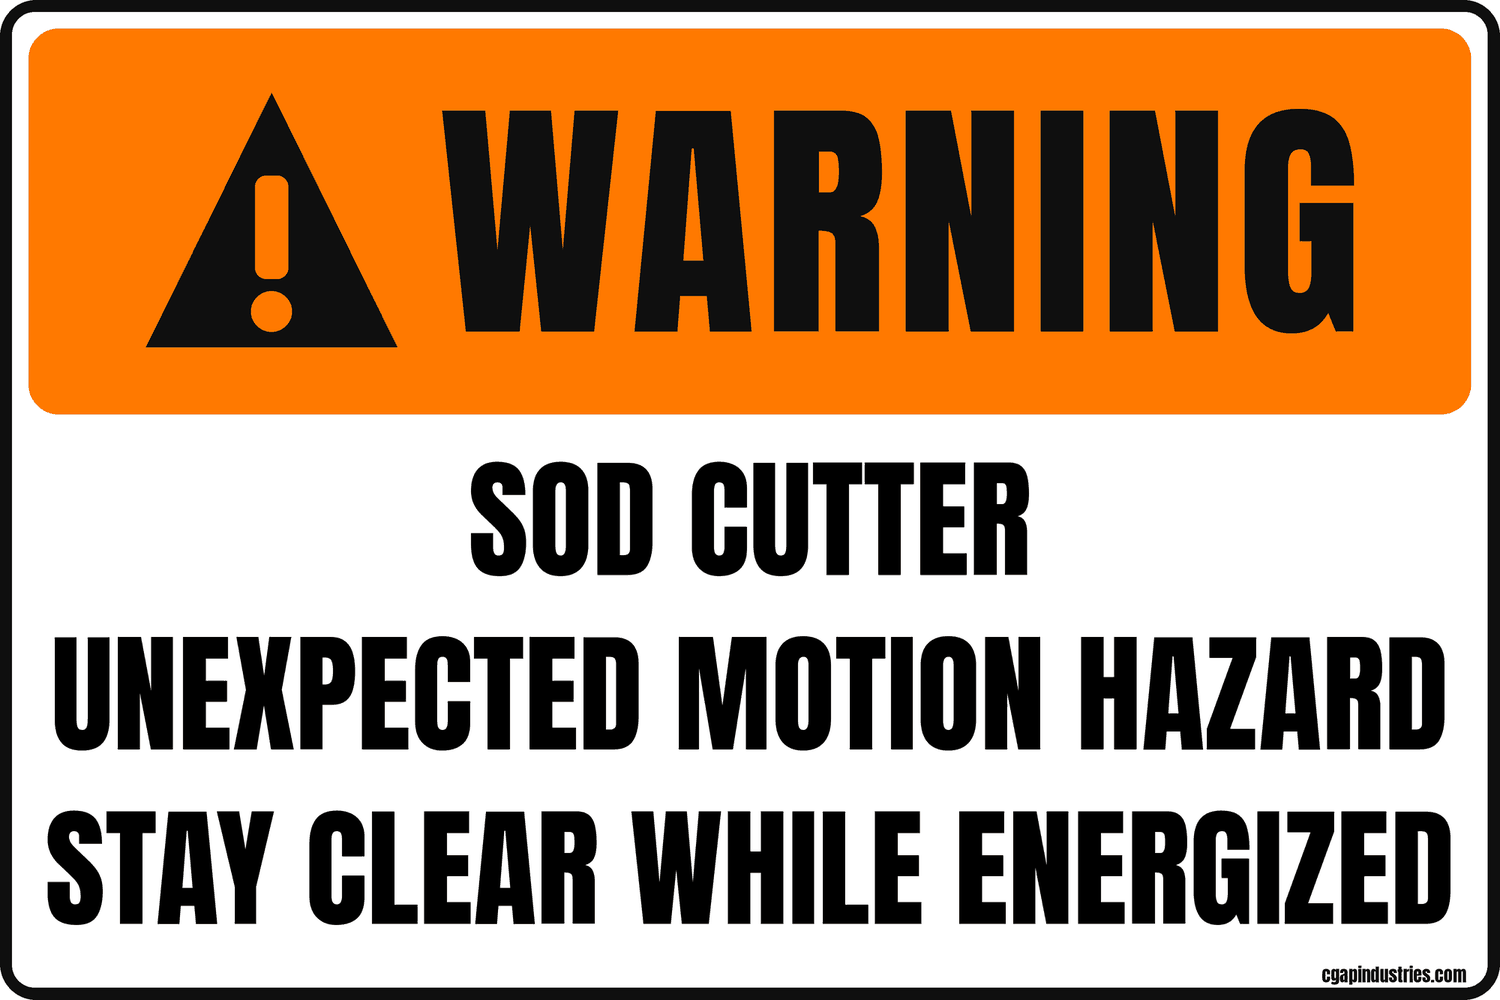 WARNING
SOD CUTTER
UNEXPECTED MOTION HAZARD
STAY CLEAR WHILE ENERGIZED
cgapindustries.com